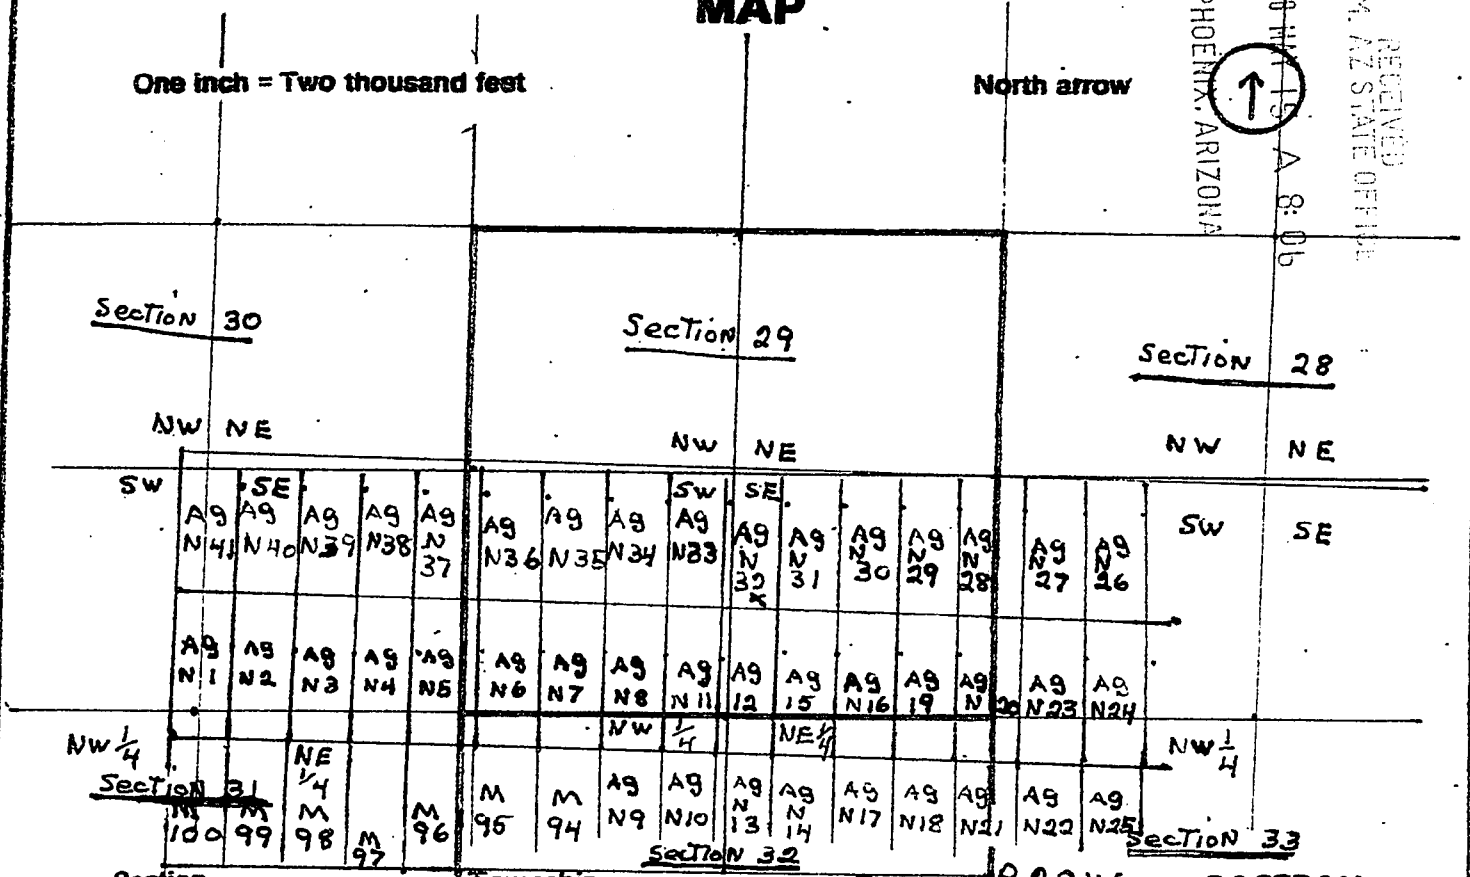 MAP
One inch = Two thousand feet
North arrow
RECEIVED
AZ STATE OFFICE
15 A 8:06
PHOENIX, ARIZONA
Section 30
Section 29
Section 28
NW NE
NW NE
NW NE
SW SE
SW SE
SW SE
Ag N41
Ag N40
Ag N39
Ag N38
Ag N 37
Ag N36
Ag N35
Ag N34
Ag N33
Ag N 32 x
Ag N 31
Ag N 30
Ag N 29
Ag N 28
Ag N 27
Ag N 26
Ag N1
Ag N2
Ag N3
Ag N4
Ag N5
Ag N6
Ag N7
Ag N8
Ag N11
Ag 12
Ag 15
Ag N16
Ag 19
Ag N 20
Ag N23
Ag N24
NW 1/4
NE 1/4
NW 1/4
NE 1/4
NW 1/4
Section 31
M 100
M 99
M 98
M 97
M 96
M 95
M 94
Ag N9
Ag N10
Ag N 13
Ag N 14
Ag N17
Ag N18
Ag N21
Ag N22
Ag N25
Section 32
Section 33